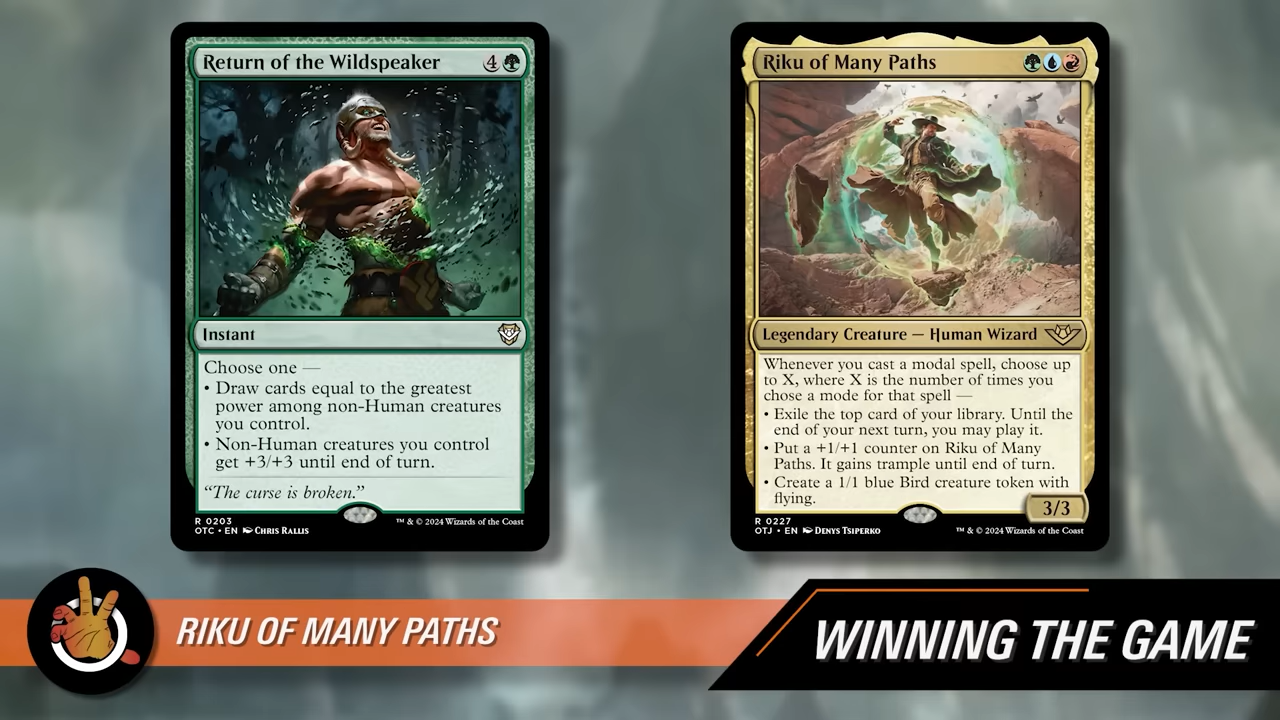 Return of the Wildspeaker 4
Instant
Choose one —
• Draw cards equal to the greatest
power among non-Human creatures
you control.
• Non-Human creatures you control
get +3/+3 until end of turn.
“The curse is broken.”
R 0203
OTC • EN Chris Rallis
™ & © 2024 Wizards of the Coast
Riku of Many Paths
Legendary Creature — Human Wizard
Whenever you cast a modal spell, choose up
to X, where X is the number of times you
chose a mode for that spell —
• Exile the top card of your library. Until the
end of your next turn, you may play it.
• Put a +1/+1 counter on Riku of Many
Paths. It gains trample until end of turn.
• Create a 1/1 blue Bird creature token with
flying.
3/3
R 0227
OTJ • EN Denys Tsiperko
™ & © 2024 Wizards of the Coast
RIKU OF MANY PATHS
WINNING THE GAME